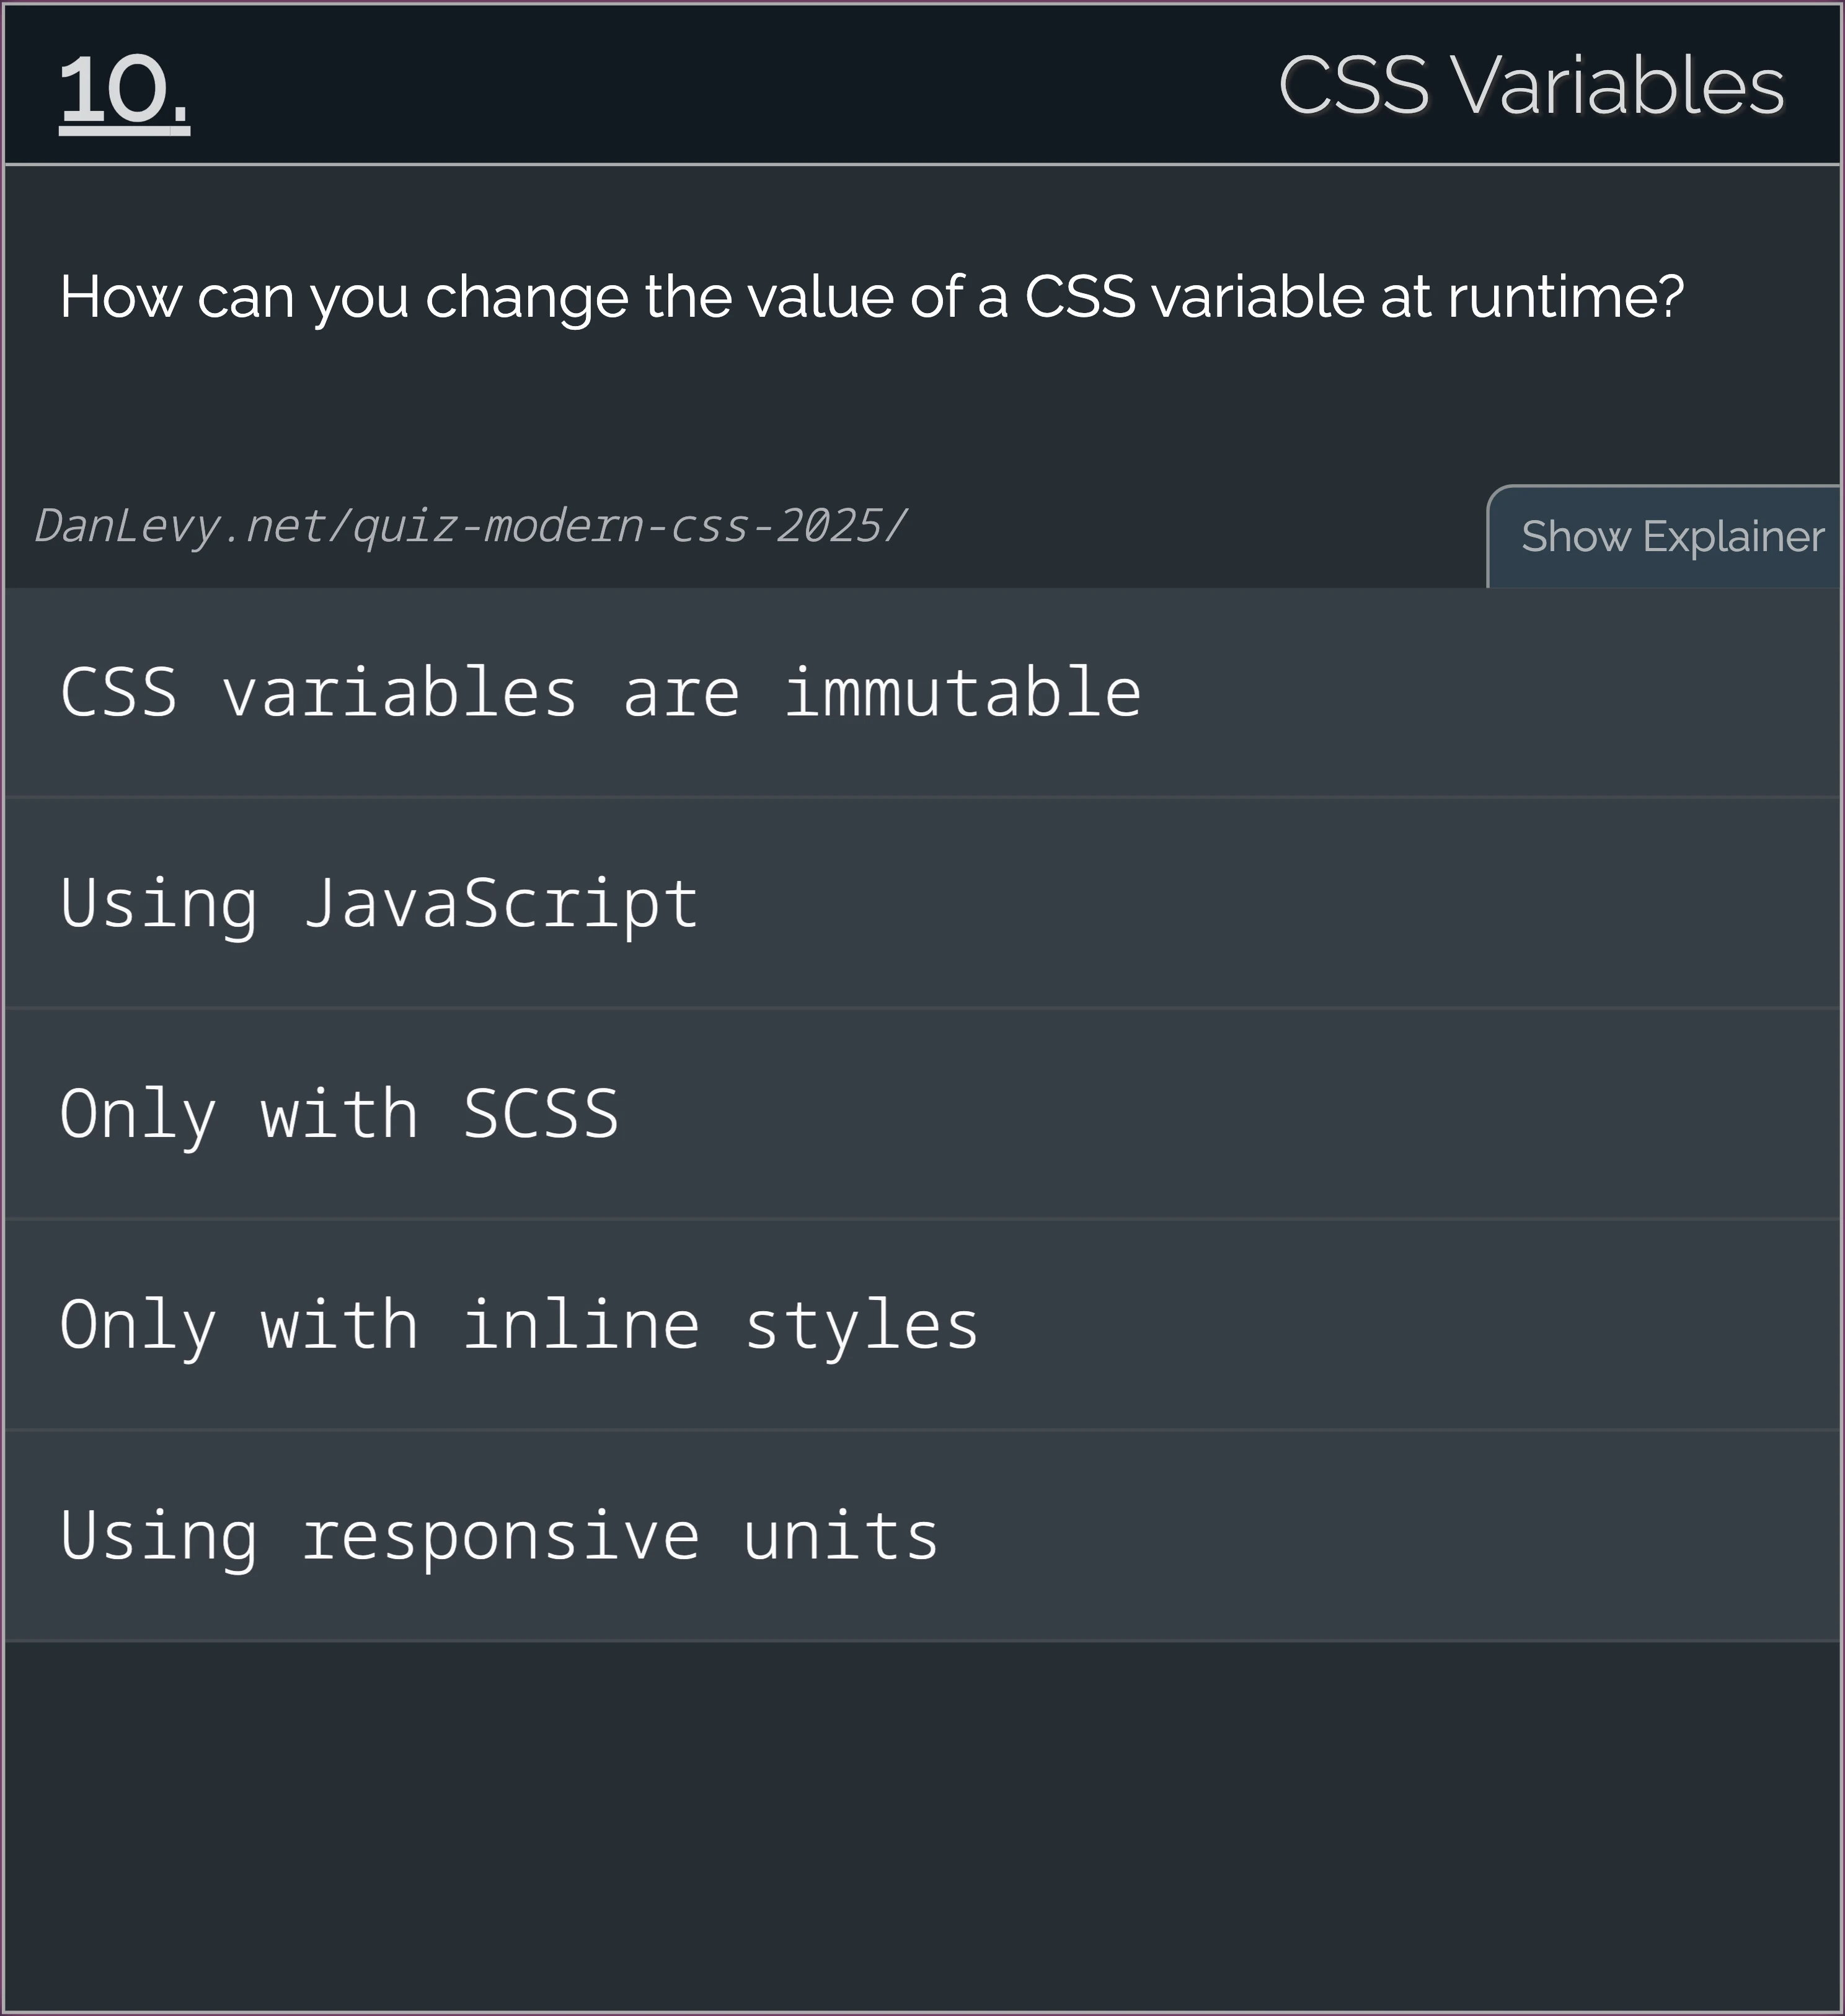 10.
CSS Variables
How can you change the value of a CSS variable at runtime?
DanLevy.net/quiz-modern-css-2025/
Show Explainer
CSS variables are immutable
Using JavaScript
Only with SCSS
Only with inline styles
Using responsive units